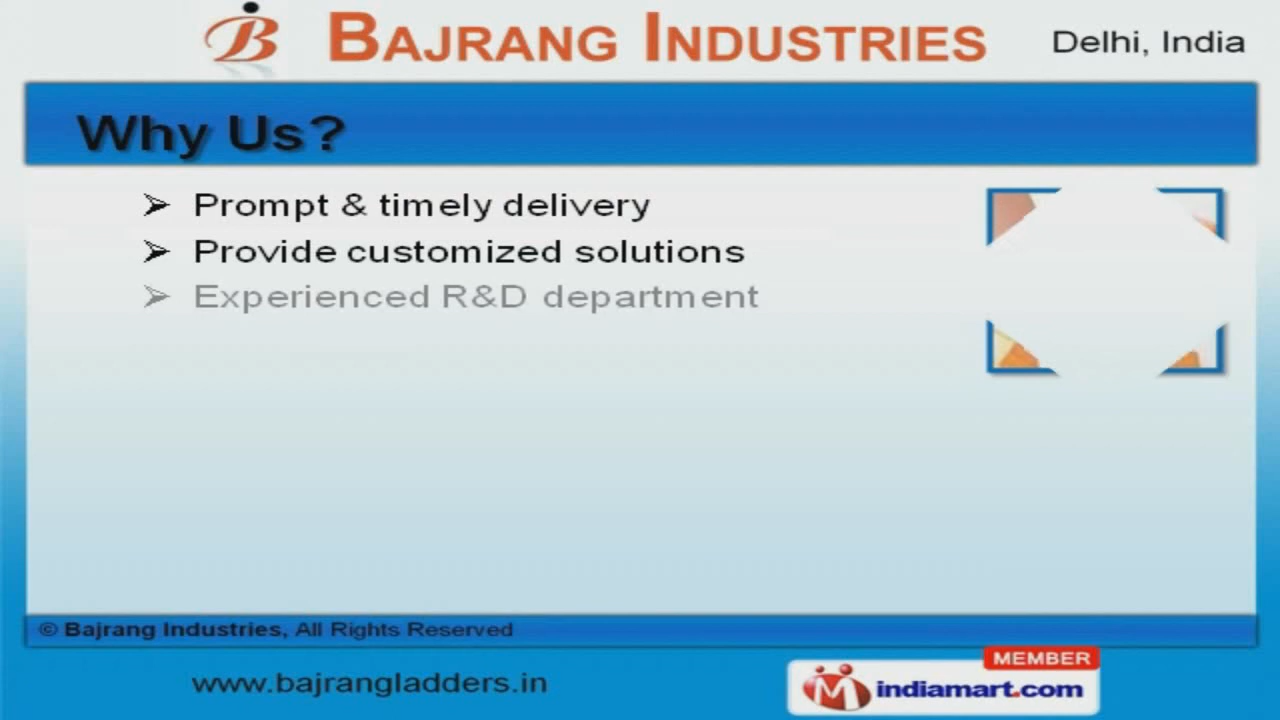 B BAJRANG INDUSTRIES Delhi, India
Why Us?
➢ Prompt & timely delivery
➢ Provide customized solutions
➢ Experienced R&D department
© Bajrang Industries, All Rights Reserved
www.bajrangladders.in
MEMBER
indiamart.com